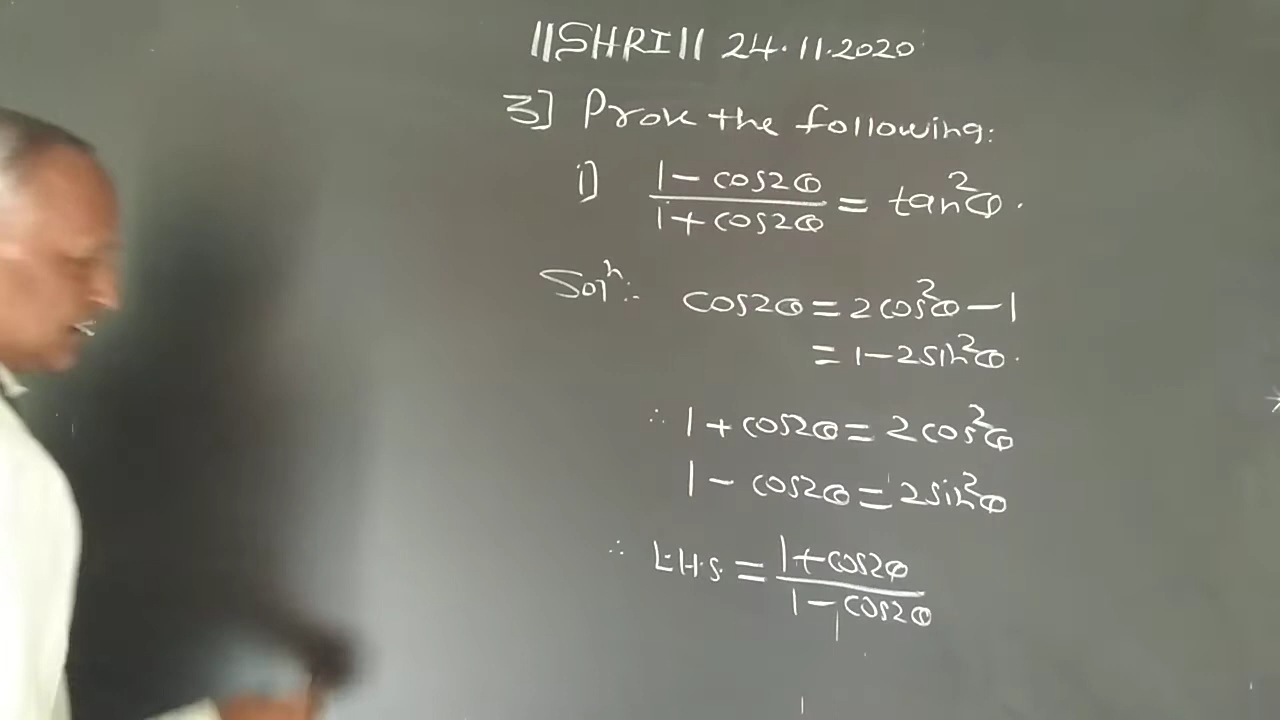 ||SHRI|| 24.11.2020
3] Prove the following:
i] (1 - cos2θ)/(1 + cos2θ) = tan²θ.
Solⁿ:- cos2θ = 2cos²θ - 1
= 1 - 2sin²θ.
∴ 1 + cos2θ = 2cos²θ
1 - cos2θ = 2sin²θ
∴ L.H.S. = (1 + cos2θ)/(1 - cos2θ)